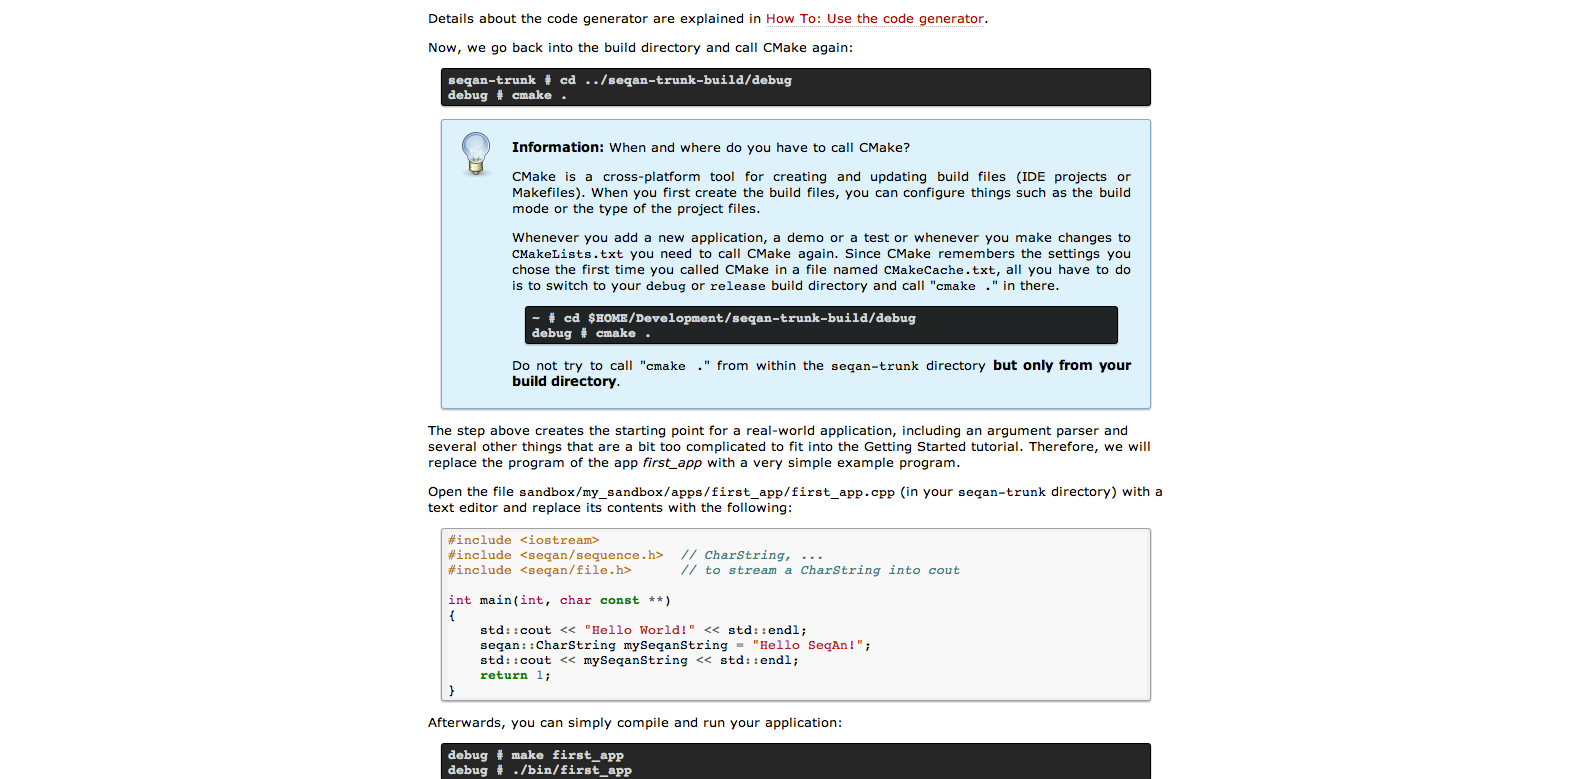 Details about the code generator are explained in How To: Use the code generator.
Now, we go back into the build directory and call CMake again:
seqan-trunk # cd ../seqan-trunk-build/debug
debug # cmake .
Information: When and where do you have to call CMake?
CMake is a cross-platform tool for creating and updating build files (IDE projects or
Makefiles). When you first create the build files, you can configure things such as the build
mode or the type of the project files.
Whenever you add a new application, a demo or a test or whenever you make changes to
CMakeLists.txt you need to call CMake again. Since CMake remembers the settings you
chose the first time you called CMake in a file named CMakeCache.txt, all you have to do
is to switch to your debug or release build directory and call "cmake ." in there.
~ # cd $HOME/Development/seqan-trunk-build/debug
debug # cmake .
Do not try to call "cmake ." from within the seqan-trunk directory but only from your
build directory.
The step above creates the starting point for a real-world application, including an argument parser and
several other things that are a bit too complicated to fit into the Getting Started tutorial. Therefore, we will
replace the program of the app first_app with a very simple example program.
Open the file sandbox/my_sandbox/apps/first_app/first_app.cpp (in your seqan-trunk directory) with a
text editor and replace its contents with the following:
#include <iostream>
#include <seqan/sequence.h>  // CharString, ...
#include <seqan/file.h>      // to stream a CharString into cout
int main(int, char const **)
{
    std::cout << "Hello World!" << std::endl;
    seqan::CharString mySeqanString = "Hello SeqAn!";
    std::cout << mySeqanString << std::endl;
    return 1;
}
Afterwards, you can simply compile and run your application:
debug # make first_app
debug # ./bin/first_app